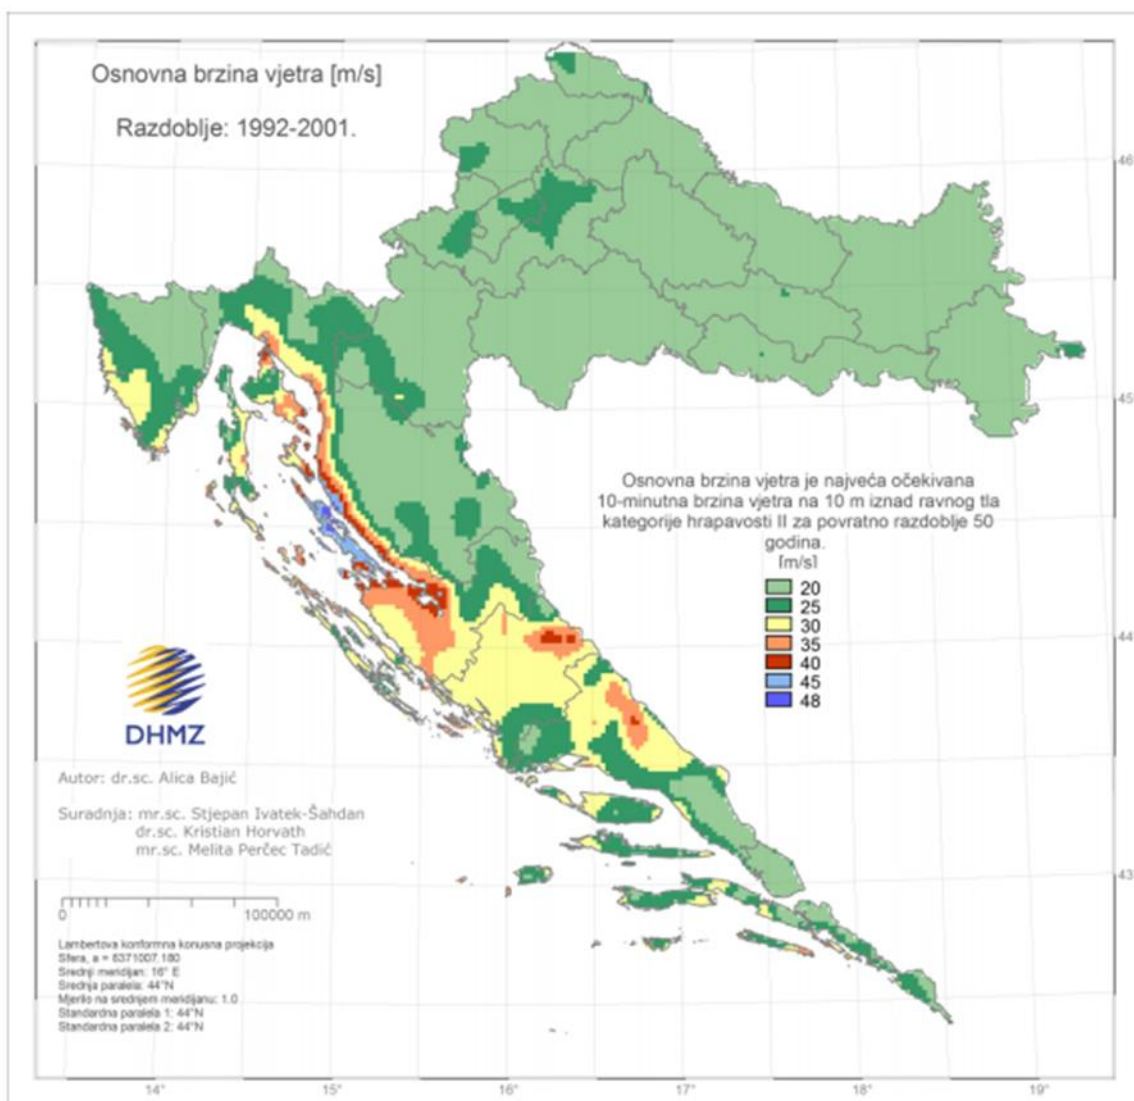 Osnovna brzina vjetra [m/s]
Razdoblje: 1992-2001.
46
45
Osnovna brzina vjetra je najveća očekivana
10-minutna brzina vjetra na 10 m iznad ravnog tla
kategorije hrapavosti II za povratno razdoblje 50
godina.
[m/s]
20
25
30
35
40
45
48
44
DHMZ
Autor: dr.sc. Alica Bajić
Suradnja: mr.sc. Stjepan Ivatek-Šahdan
dr.sc. Kristian Horvath
mr.sc. Melita Perčec Tadić
43
0 100000 m
Lambertova konformna konusna projekcija
Sfera, a = 6371007.180
Srednji meridijan: 16° E
Srednja paralela: 44°N
Mjerilo na srednjem meridijanu: 1.0
Standardna paralela 1: 44°N
Standardna paralela 2: 44°N
14° 15° 16° 17° 18° 19°